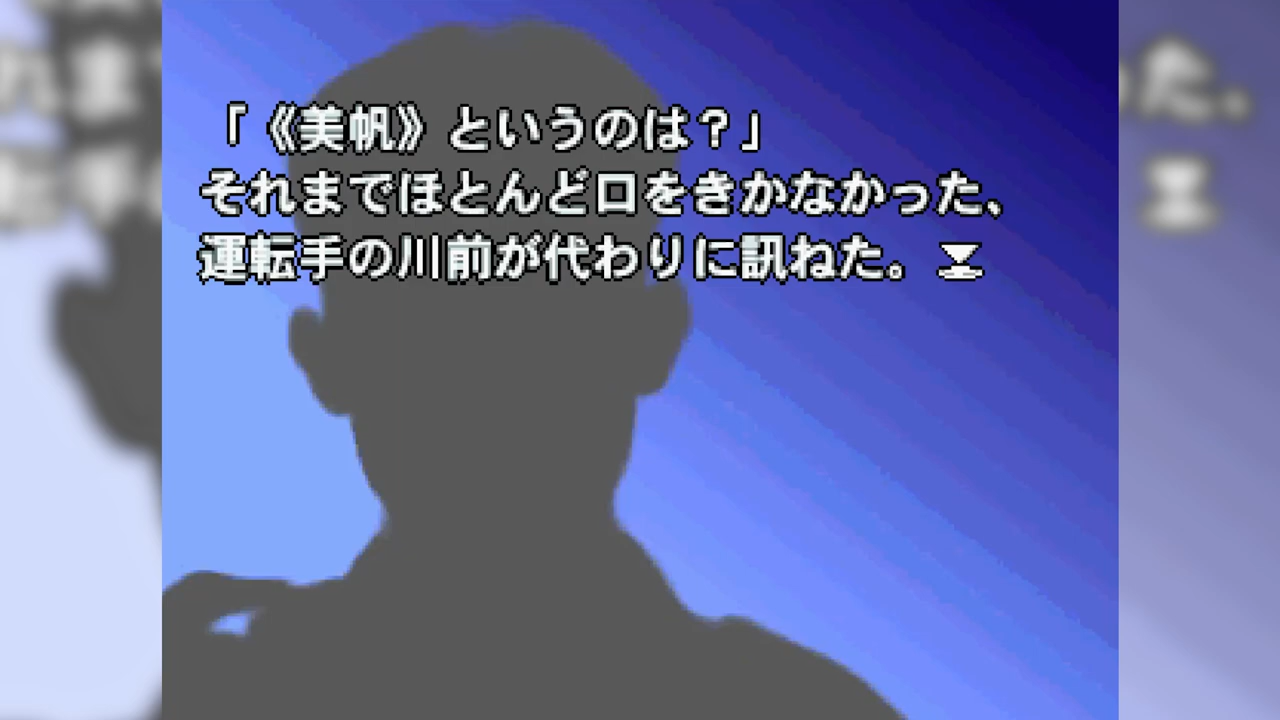 「《美帆》というのは？」
それまでほとんど口をきかなかった、
運転手の川前が代わりに訊ねた。